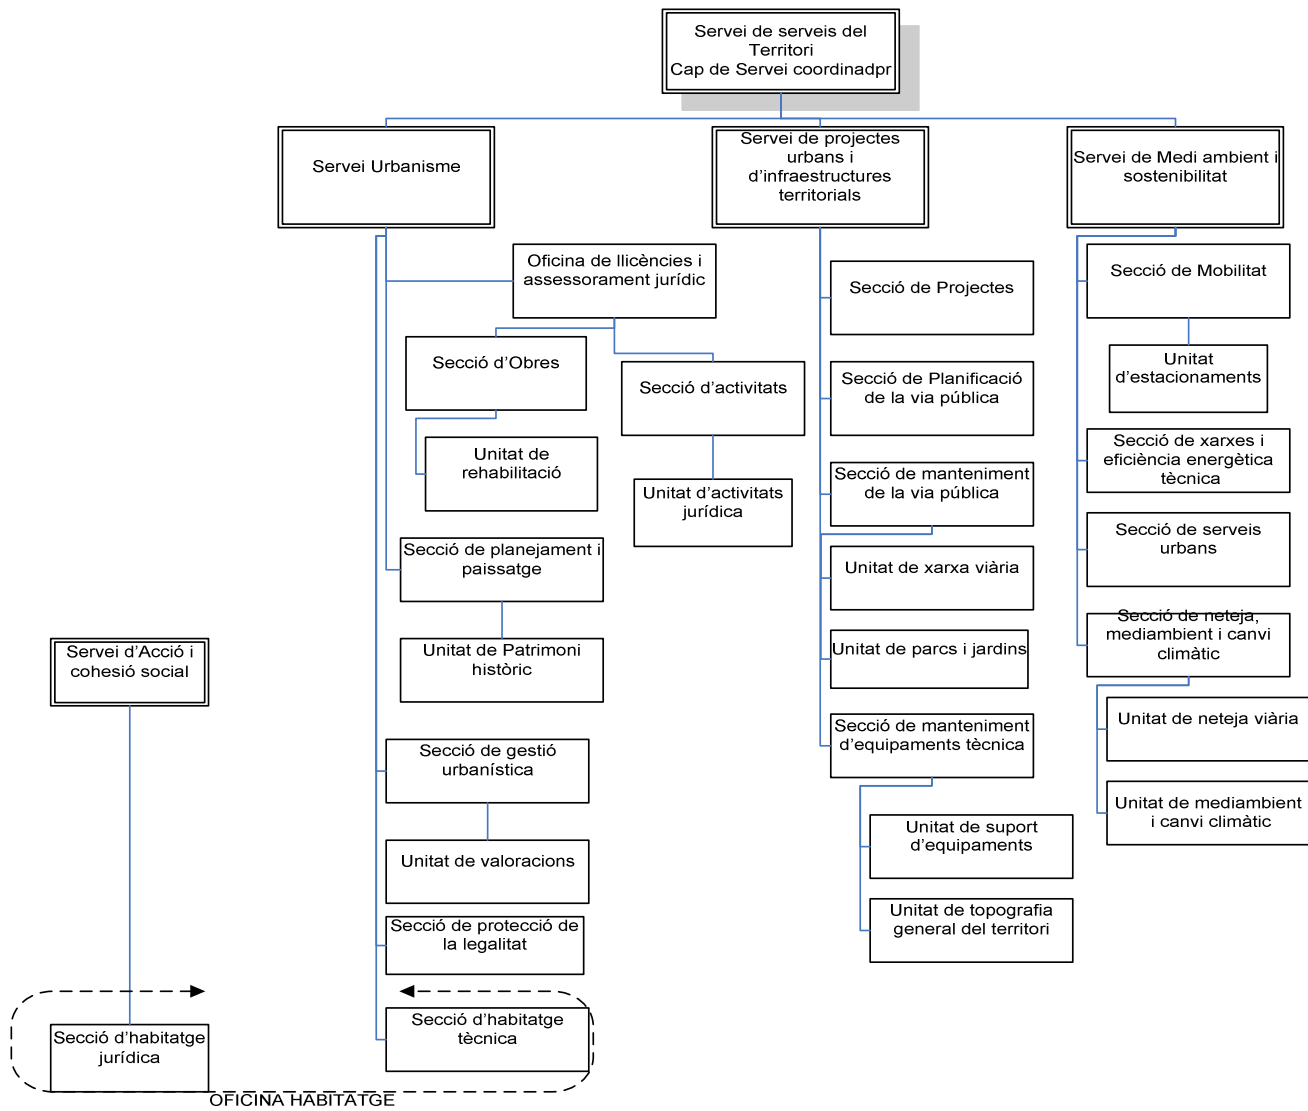 Servei de serveis del
Territori
Cap de Servei coordinadpr
Servei Urbanisme
Servei de projectes
urbans i
d’infraestructures
territorials
Servei de Medi ambient i
sostenibilitat
Oficina de llicències i
assessorament jurídic
Secció d’Obres
Secció d’activitats
Unitat de
rehabilitació
Unitat d’activitats
jurídica
Secció de planejament i
paissatge
Unitat de Patrimoni
històric
Secció de gestió
urbanística
Unitat de valoracions
Secció de protecció de
la legalitat
Secció d’habitatge
tècnica
Secció de Projectes
Secció de Planificació
de la via pública
Secció de manteniment
de la via pública
Unitat de xarxa viària
Unitat de parcs i jardins
Secció de manteniment
d’equipaments tècnica
Unitat de suport
d’equipaments
Unitat de topografia
general del territori
Secció de Mobilitat
Unitat
d’estacionaments
Secció de xarxes i
eficiència energètica
tècnica
Secció de serveis
urbans
Secció de neteja,
mediambient i canvi
climàtic
Unitat de neteja viària
Unitat de mediambient
i canvi climàtic
Servei d’Acció i
cohesió social
Secció d’habitatge
jurídica
OFICINA HABITATGE